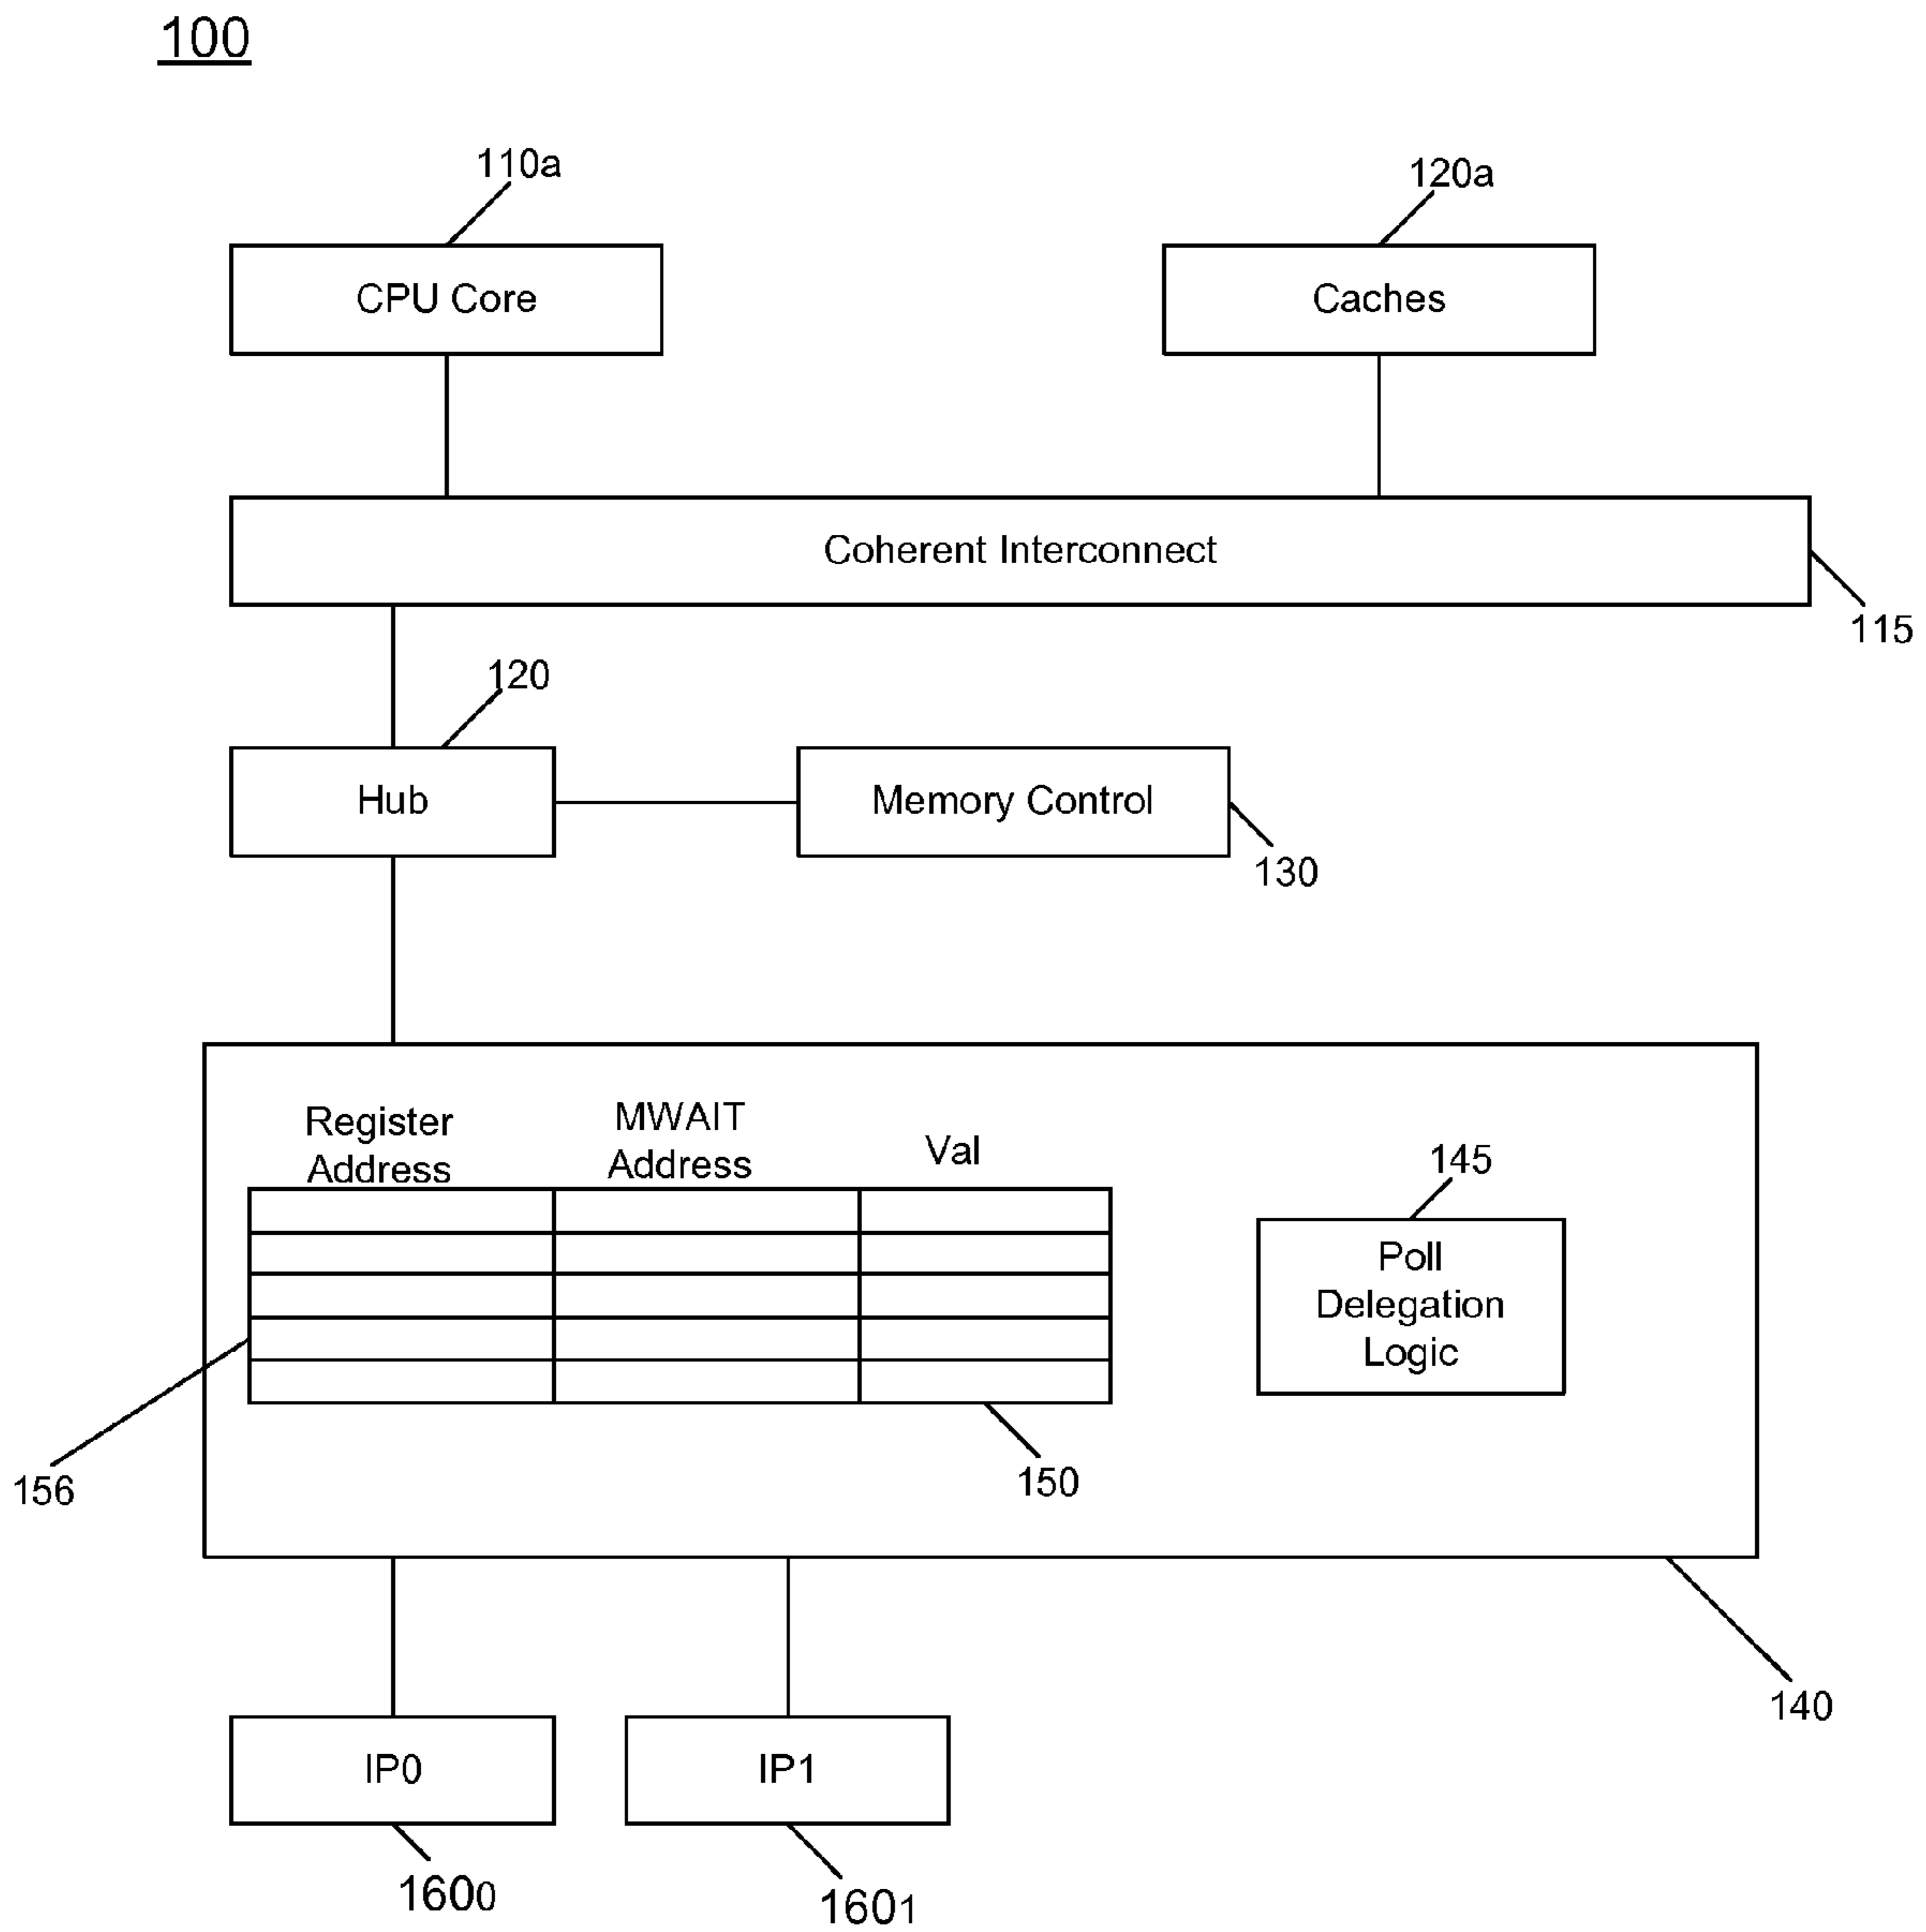 100
110a
120a
CPU Core
Caches
Coherent Interconnect
115
120
Hub
Memory Control
130
Register
Address
MWAIT
Address
Val
145
Poll
Delegation
Logic
156
150
140
IP0
IP1
160₀
160₁